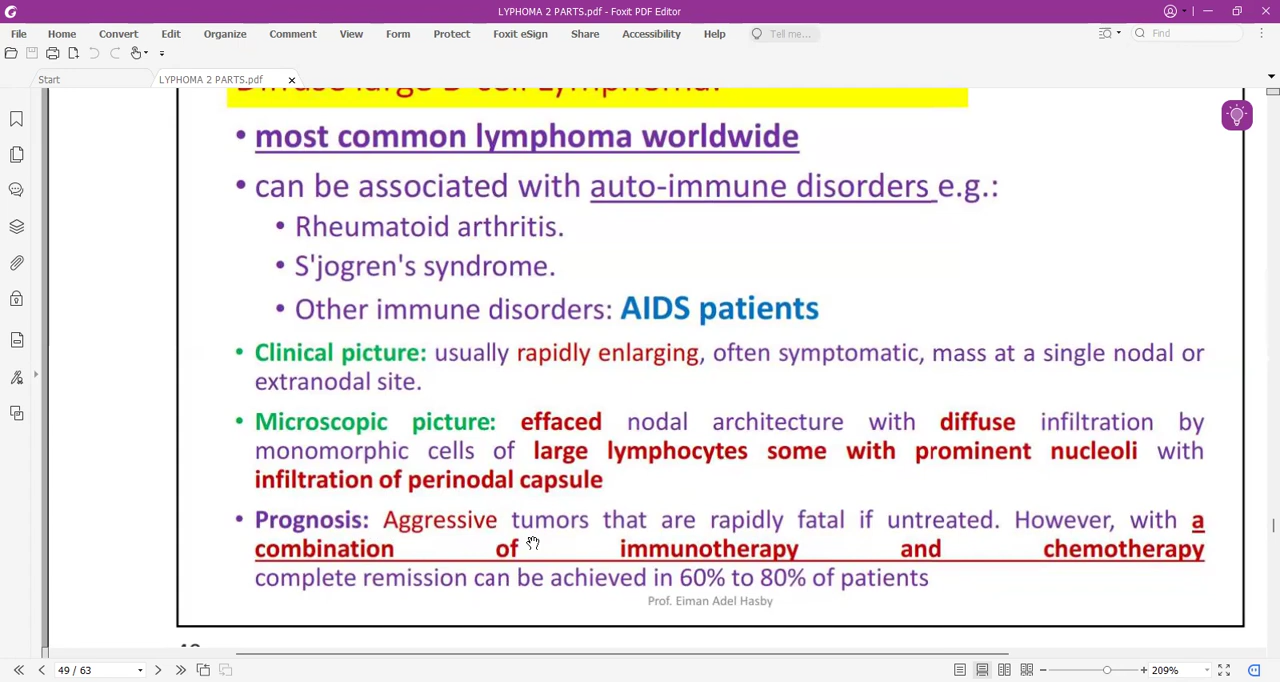 LYPHOMA 2 PARTS.pdf - Foxit PDF Editor
File Home Convert Edit Organize Comment View Form Protect Foxit eSign Share Accessibility Help Tell me... Find
Start LYPHOMA 2 PARTS.pdf
Diffuse large B-cell Lymphoma:
• most common lymphoma worldwide
• can be associated with auto-immune disorders e.g.:
• Rheumatoid arthritis.
• S'jogren's syndrome.
• Other immune disorders: AIDS patients
• Clinical picture: usually rapidly enlarging, often symptomatic, mass at a single nodal or
extranodal site.
• Microscopic picture: effaced nodal architecture with diffuse infiltration by
monomorphic cells of large lymphocytes some with prominent nucleoli with
infiltration of perinodal capsule
• Prognosis: Aggressive tumors that are rapidly fatal if untreated. However, with a
combination of immunotherapy and chemotherapy
complete remission can be achieved in 60% to 80% of patients
Prof. Eiman Adel Hasby
49 / 63 209%